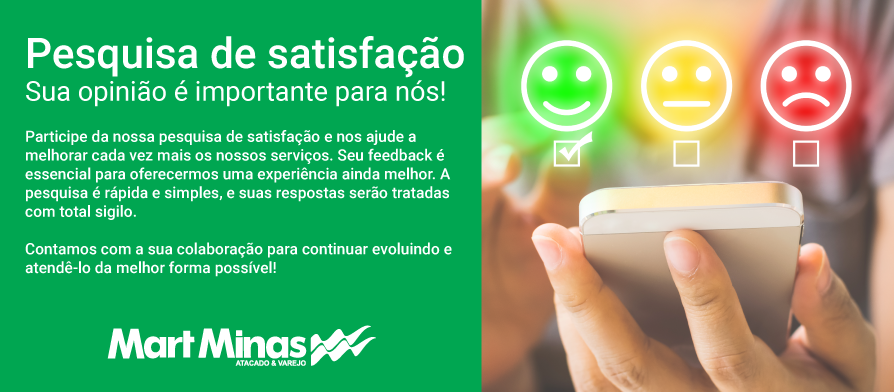 Pesquisa de satisfação
Sua opinião é importante para nós!
Participe da nossa pesquisa de satisfação e nos ajude a
melhorar cada vez mais os nossos serviços. Seu feedback é
essencial para oferecermos uma experiência ainda melhor. A
pesquisa é rápida e simples, e suas respostas serão tratadas
com total sigilo.
Contamos com a sua colaboração para continuar evoluindo e
atendê-lo da melhor forma possível!
Mart Minas
ATACADO & VAREJO